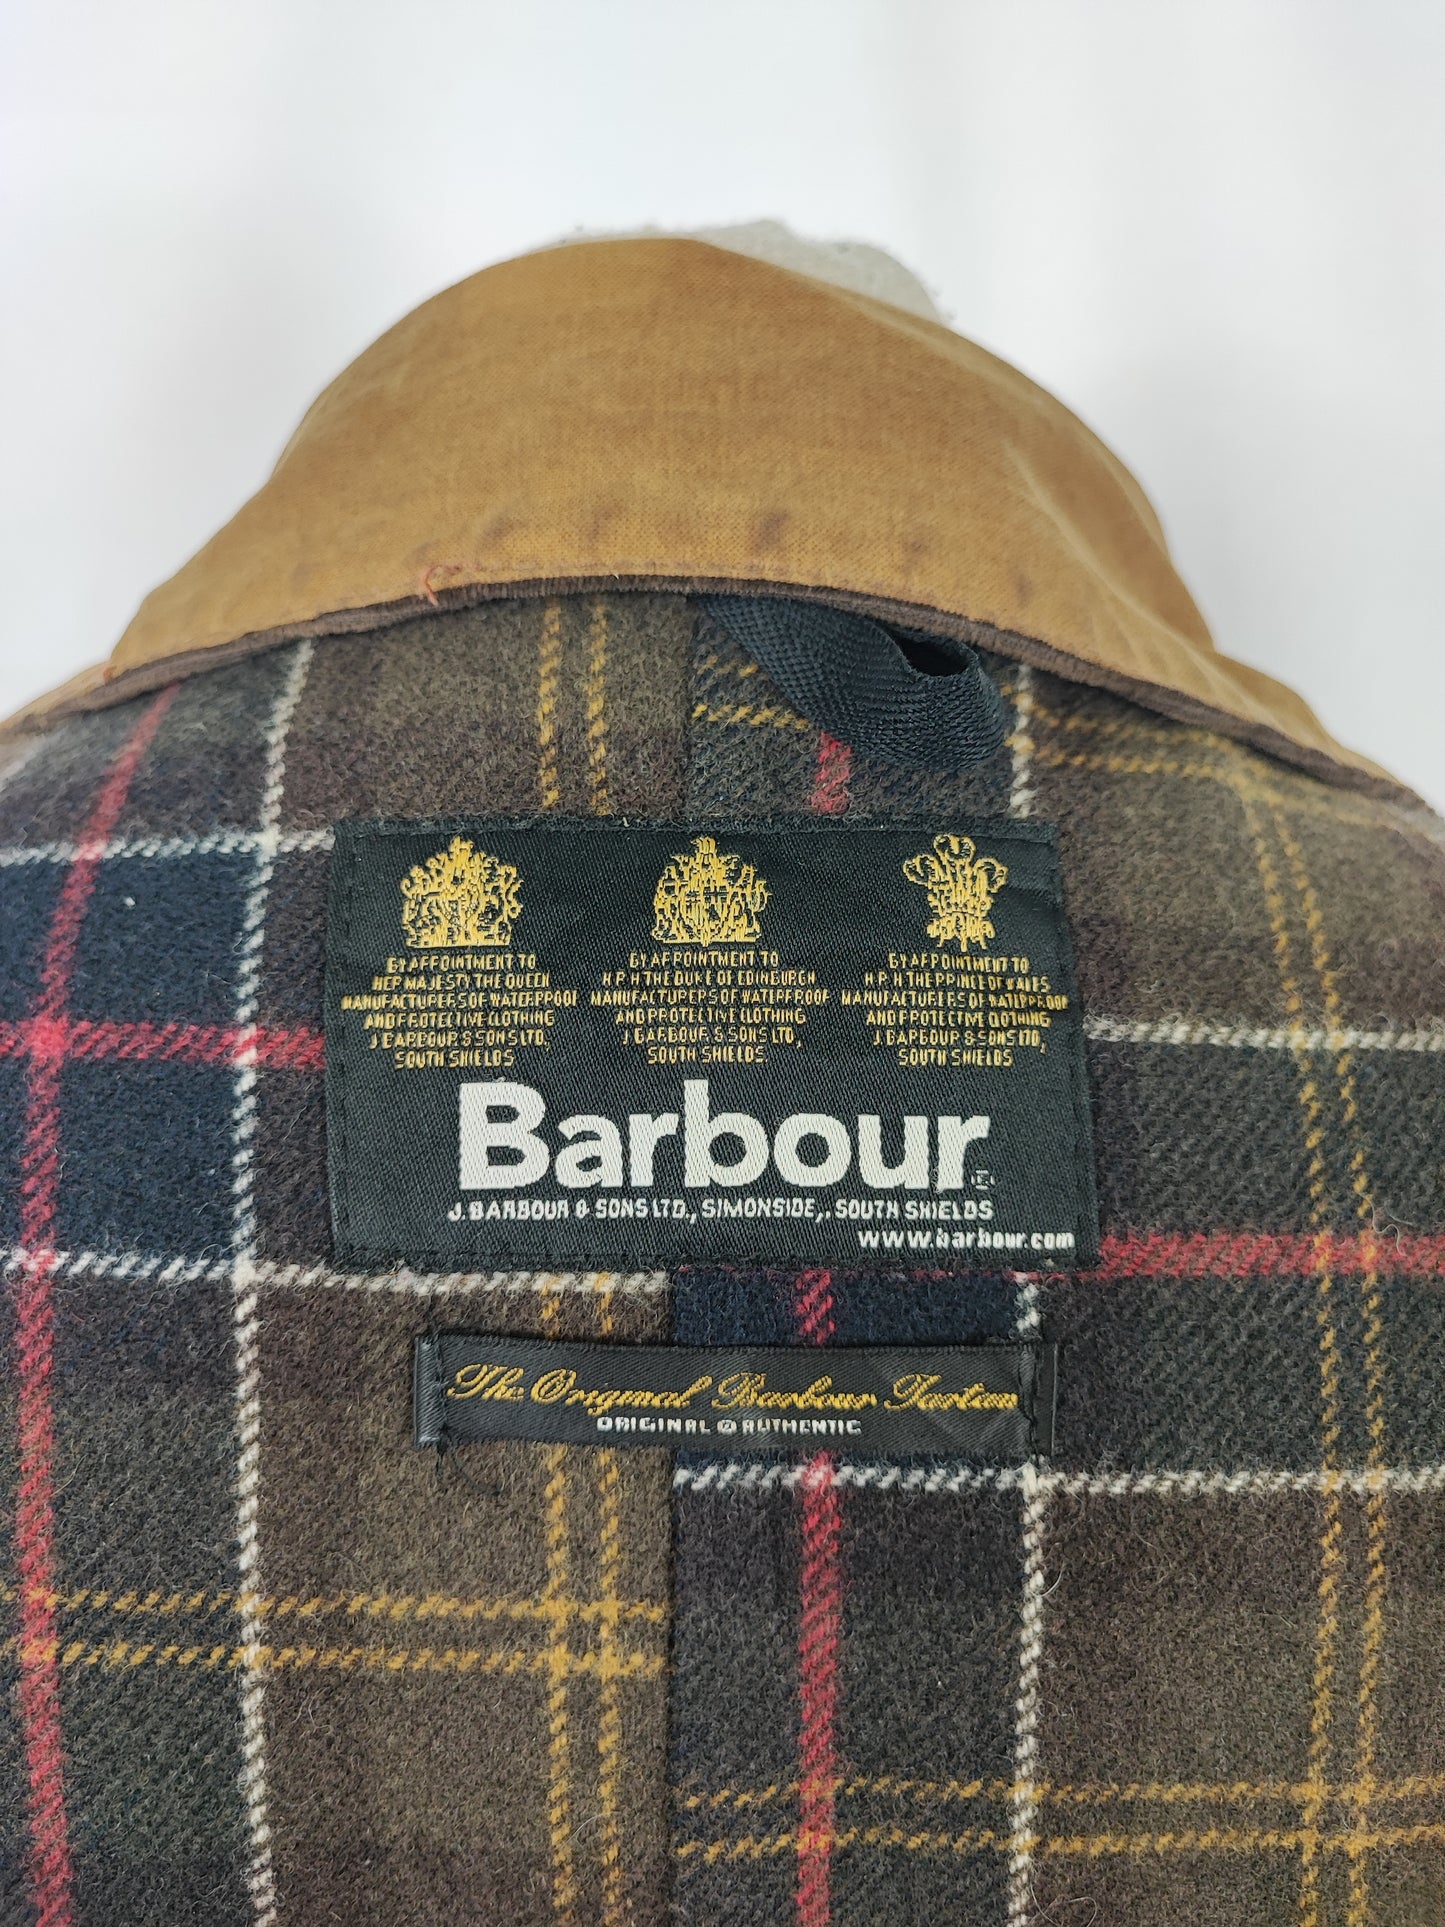 BY APPOINTMENT TO
HER MAJESTY THE QUEEN
MANUFACTURERS OF WATERPROOF
AND PROTECTIVE CLOTHING
J BARBOUR & SONS LTD,
SOUTH SHIELDS
BY APPOINTMENT TO
H.R.H THE DUKE OF EDINBURGH
MANUFACTURERS OF WATERPROOF
AND PROTECTIVE CLOTHING
J BARBOUR & SONS LTD,
SOUTH SHIELDS
BY APPOINTMENT TO
H.R.H THE PRINCE OF WALES
MANUFACTURERS OF WATERPROOF
AND PROTECTIVE CLOTHING
J BARBOUR & SONS LTD,
SOUTH SHIELDS
Barbour®
J. BARBOUR & SONS LTD., SIMONSIDE,. SOUTH SHIELDS
www.barbour.com
The Original Barbour Tartan
ORIGINAL & AUTHENTIC